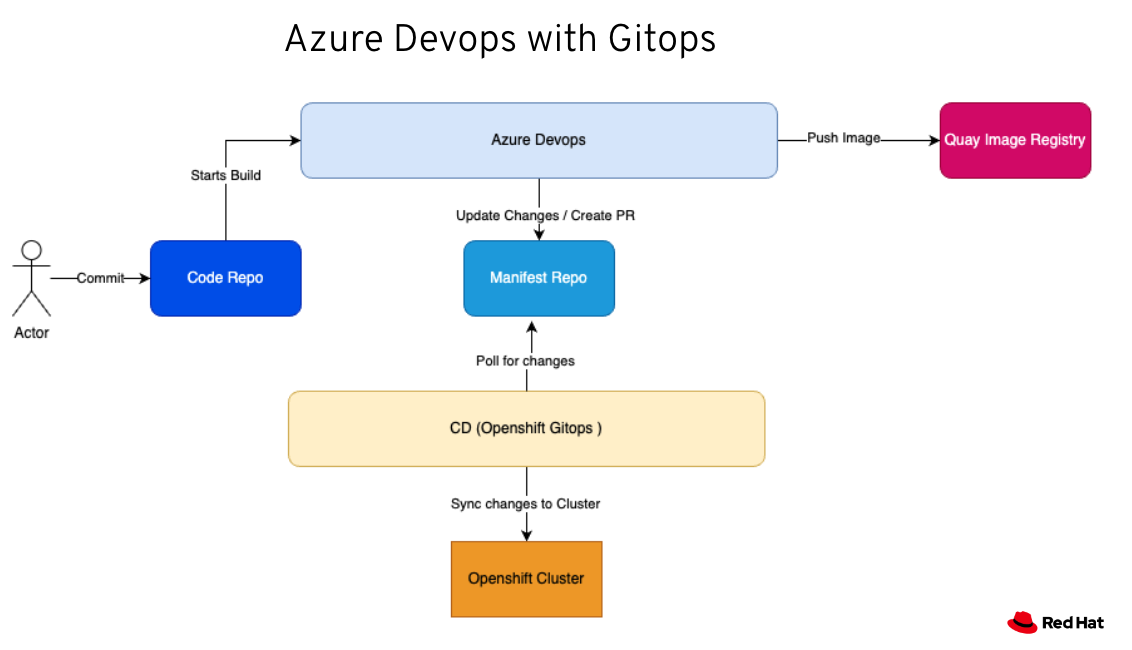 Azure Devops with Gitops
Azure Devops
Push Image
Quay Image Registry
Starts Build
Update Changes / Create PR
Commit
Code Repo
Manifest Repo
Actor
Poll for changes
CD (Openshift Gitops )
Sync changes to Cluster
Openshift Cluster
Red Hat